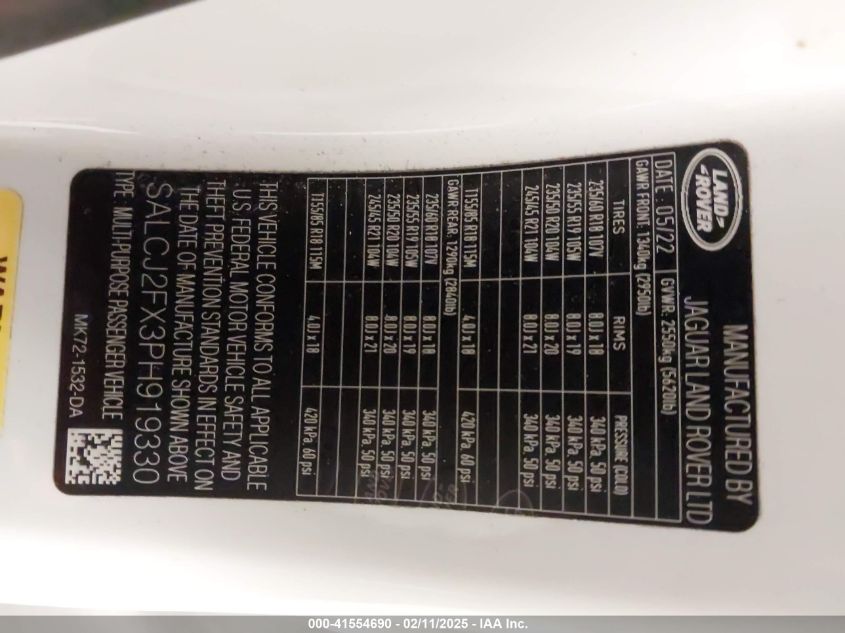 LAND
-ROVER
MANUFACTURED BY
JAGUAR LAND ROVER LTD
DATE: 05/22 GVWR: 2550kg (5620lb)
GAWR FRONT: 1340kg (2950lb)
TIRES RIMS PRESSURE (COLD)
235/60 R18 107V 8.0J x 18 340 kPa, 50 psi
235/55 R19 105W 8.0J x 19 340 kPa, 50 psi
235/50 R20 104W 8.0J x 20 340 kPa, 50 psi
245/45 R21 104W 8.0J x 21 340 kPa, 50 psi
T155/85 R18 115M 4.0J x 18 420 kPa, 60 psi
GAWR REAR: 1290kg (2840lb)
235/60 R18 107V 8.0J x 18 340 kPa, 50 psi
235/55 R19 105W 8.0J x 19 340 kPa, 50 psi
235/50 R20 104W 8.0J x 20 340 kPa, 50 psi
245/45 R21 104W 8.0J x 21 340 kPa, 50 psi
T155/85 R18 115M 4.0J x 18 420 kPa, 60 psi
THIS VEHICLE CONFORMS TO ALL APPLICABLE
U.S. FEDERAL MOTOR VEHICLE SAFETY AND
THEFT PREVENTION STANDARDS IN EFFECT ON
THE DATE OF MANUFACTURE SHOWN ABOVE
SALCJ2FX3PH919330
TYPE: MULTI-PURPOSE PASSENGER VEHICLE
MK72-1532-DA
000-41554690 - 02/11/2025 - IAA Inc.